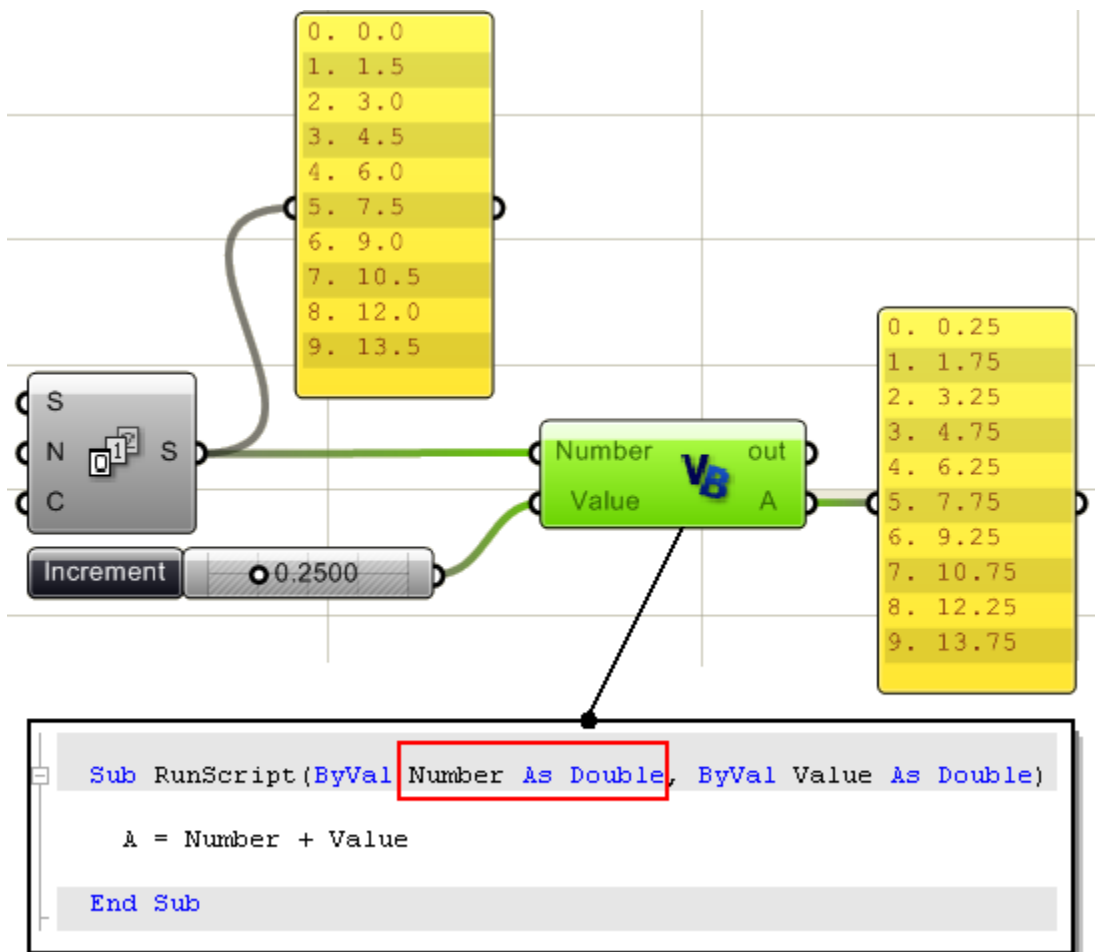 0. 0.0
1. 1.5
2. 3.0
3. 4.5
4. 6.0
5. 7.5
6. 9.0
7. 10.5
8. 12.0
9. 13.5
S
N S
C
0 1 2
Number out
VB
Value A
Increment 0.2500
0. 0.25
1. 1.75
2. 3.25
3. 4.75
4. 6.25
5. 7.75
6. 9.25
7. 10.75
8. 12.25
9. 13.75
Sub RunScript(ByVal Number As Double, ByVal Value As Double)
A = Number + Value
End Sub